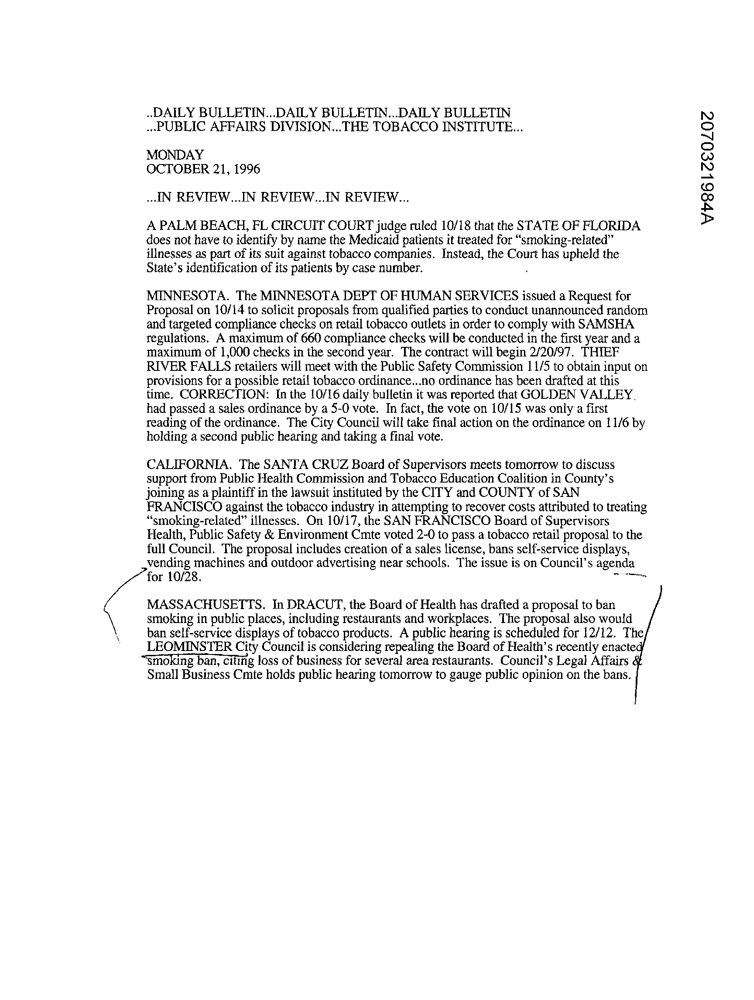 ..DAILY BULLETIN...DAILY BULLETIN...DAILY BULLETIN
...PUBLIC AFFAIRS DIVISION...THE TOBACCO INSTITUTE...
MONDAY
OCTOBER 21, 1996
...IN REVIEW...IN REVIEW...IN REVIEW...
A PALM BEACH, FL CIRCUIT COURT judge ruled 10/18 that the STATE OF FLORIDA
does not have to identify by name the Medicaid patients it treated for “smoking-related”
illnesses as part of its suit against tobacco companies. Instead, the Court has upheld the
State’s identification of its patients by case number.
MINNESOTA. The MINNESOTA DEPT OF HUMAN SERVICES issued a Request for
Proposal on 10/14 to solicit proposals from qualified parties to conduct unannounced random
and targeted compliance checks on retail tobacco outlets in order to comply with SAMSHA
regulations. A maximum of 660 compliance checks will be conducted in the first year and a
maximum of 1,000 checks in the second year. The contract will begin 2/20/97. THIEF
RIVER FALLS retailers will meet with the Public Safety Commission 11/5 to obtain input on
provisions for a possible retail tobacco ordinance...no ordinance has been drafted at this
time. CORRECTION: In the 10/16 daily bulletin it was reported that GOLDEN VALLEY
had passed a sales ordinance by a 5-0 vote. In fact, the vote on 10/15 was only a first
reading of the ordinance. The City Council will take final action on the ordinance on 11/6 by
holding a second public hearing and taking a final vote.
CALIFORNIA. The SANTA CRUZ Board of Supervisors meets tomorrow to discuss
support from Public Health Commission and Tobacco Education Coalition in County’s
joining as a plaintiff in the lawsuit instituted by the CITY and COUNTY of SAN
FRANCISCO against the tobacco industry in attempting to recover costs attributed to treating
“smoking-related” illnesses. On 10/17, the SAN FRANCISCO Board of Supervisors
Health, Public Safety & Environment Cmte voted 2-0 to pass a tobacco retail proposal to the
full Council. The proposal includes creation of a sales license, bans self-service displays,
vending machines and outdoor advertising near schools. The issue is on Council’s agenda
for 10/28.
MASSACHUSETTS. In DRACUT, the Board of Health has drafted a proposal to ban
smoking in public places, including restaurants and workplaces. The proposal also would
ban self-service displays of tobacco products. A public hearing is scheduled for 12/12. The
LEOMINSTER City Council is considering repealing the Board of Health’s recently enacted
smoking ban, citing loss of business for several area restaurants. Council’s Legal Affairs &
Small Business Cmte holds public hearing tomorrow to gauge public opinion on the bans.
2070321984A